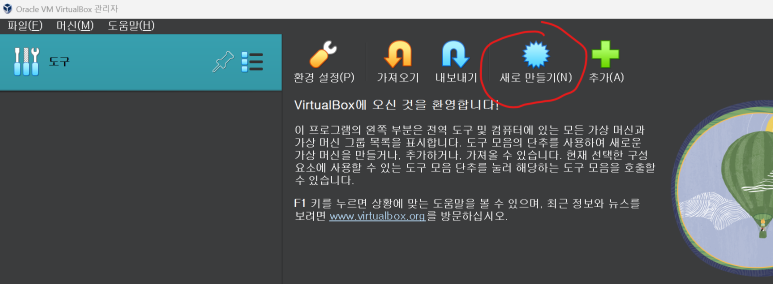 Oracle VM VirtualBox 관리자
파일(F) 머신(M) 도움말(H)
도구
환경 설정(P) 가져오기 내보내기 새로 만들기(N) 추가(A)
VirtualBox에 오신 것을 환영합니다!
이 프로그램의 왼쪽 부분은 전역 도구 및 컴퓨터에 있는 모든 가상 머신과
가상 머신 그룹 목록을 표시합니다. 도구 모음의 단추를 사용하여 새로운
가상 머신을 만들거나, 추가하거나, 가져올 수 있습니다. 현재 선택한 구성
요소에 사용할 수 있는 도구 모음 단추를 눌러 해당하는 도구 모음을 호출할
수 있습니다.
F1 키를 누르면 상황에 맞는 도움말을 볼 수 있으며, 최근 정보와 뉴스를
보려면 www.virtualbox.org를 방문하십시오.